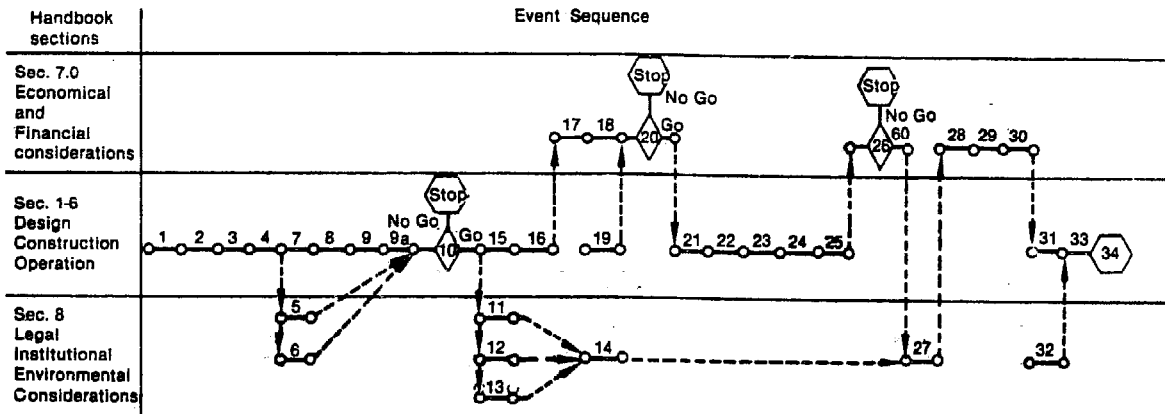 Handbook
sections
Event Sequence
Sec. 7.0
Economical
and
Financial
considerations
Stop
No Go
17 18 20 Go
Stop
No Go
26 60 28 29 30
Sec. 1-6
Design
Construction
Operation
Stop
No Go
1 2 3 4 7 8 9 9a 10 Go 15 16 19 21 22 23 24 25 31 33 34
Sec. 8
Legal
Institutional
Environmental
Considerations
5 11
6 12 14 27 32
13